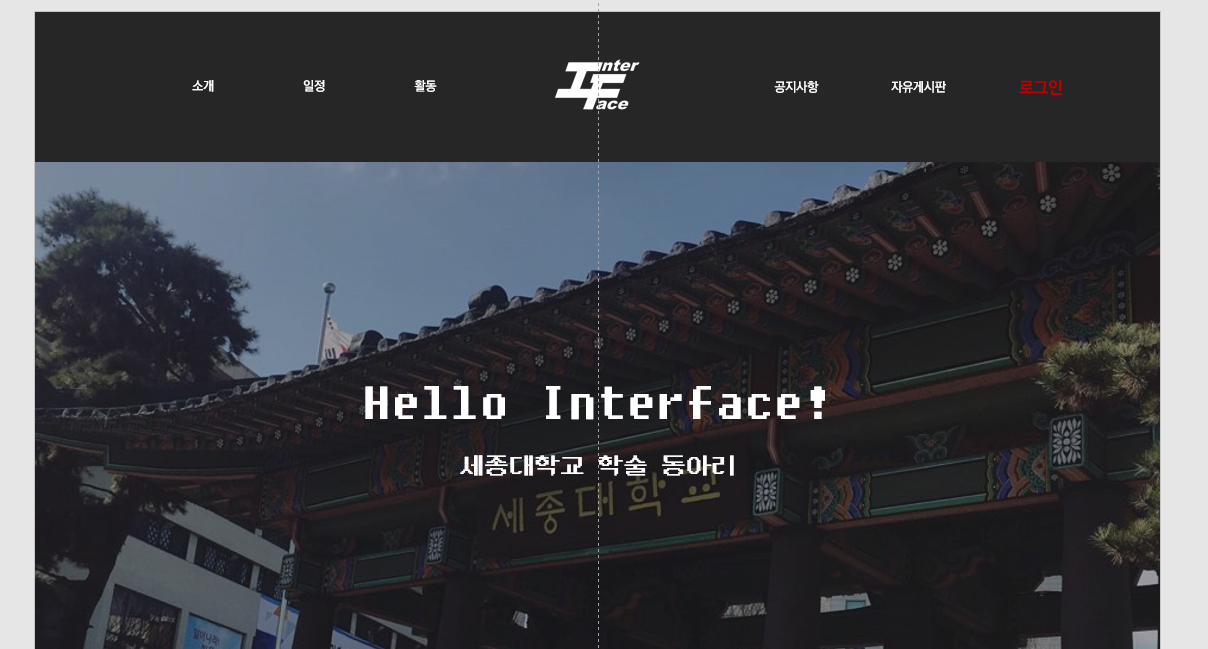 소개 일정 활동 Inter Face 공지사항 자유게시판 로그인
Hello Interface!
세종대학교 학술 동아리
세종대학교